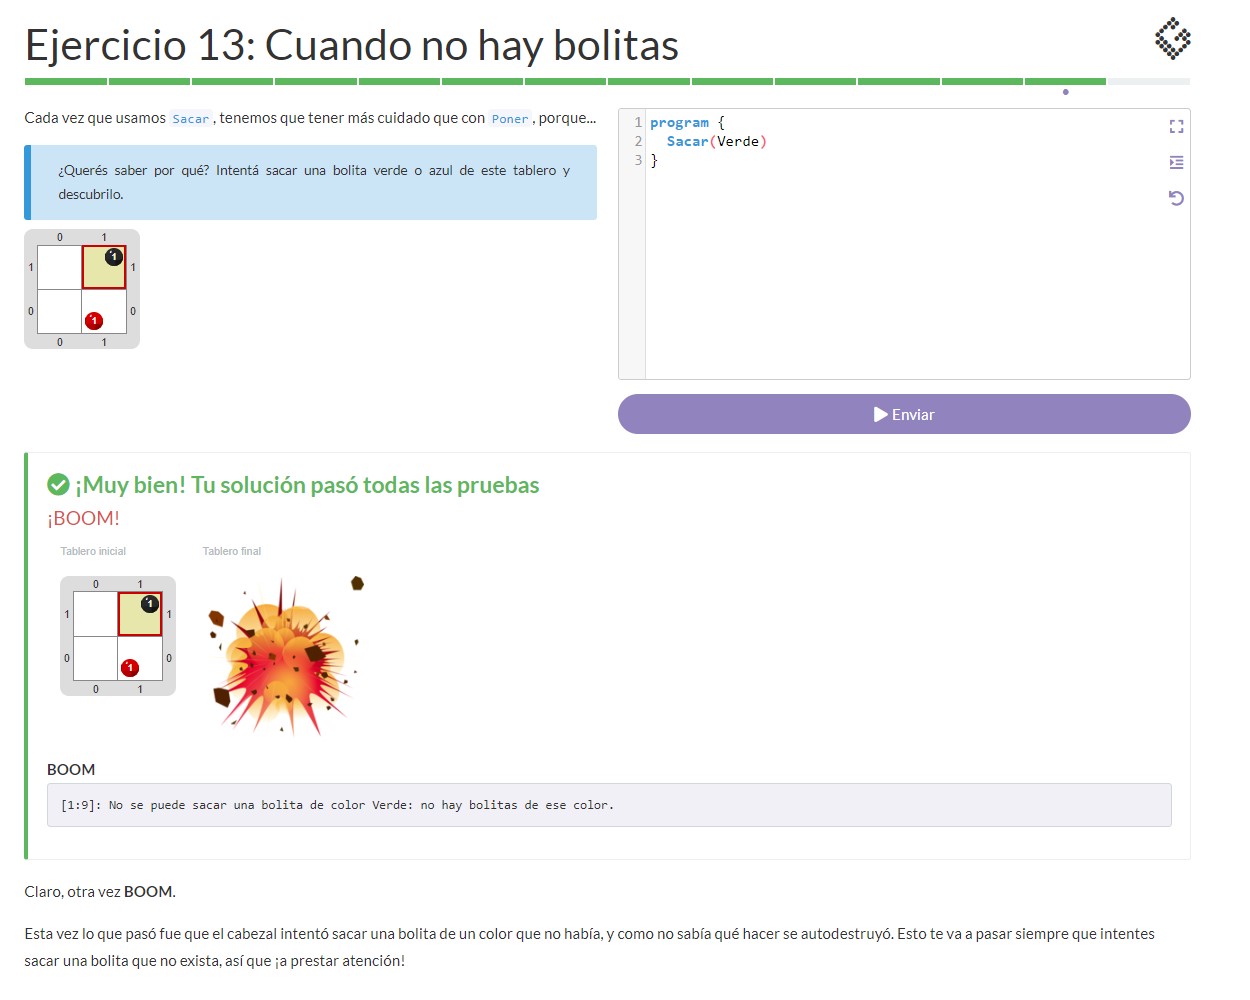 Ejercicio 13: Cuando no hay bolitas
Cada vez que usamos Sacar, tenemos que tener más cuidado que con Poner, porque...
¿Querés saber por qué? Intentá sacar una bolita verde o azul de este tablero y
descubrilo.
0 1
1 1 1
0 1 0
0 1
1 program {
2 Sacar(Verde)
3 }
Enviar
¡Muy bien! Tu solución pasó todas las pruebas
¡BOOM!
Tablero inicial Tablero final
0 1
1 1 1
0 1 0
0 1
BOOM
[1:9]: No se puede sacar una bolita de color Verde: no hay bolitas de ese color.
Claro, otra vez BOOM.
Esta vez lo que pasó fue que el cabezal intentó sacar una bolita de un color que no había, y como no sabía qué hacer se autodestruyó. Esto te va a pasar siempre que intentes
sacar una bolita que no exista, así que ¡a prestar atención!